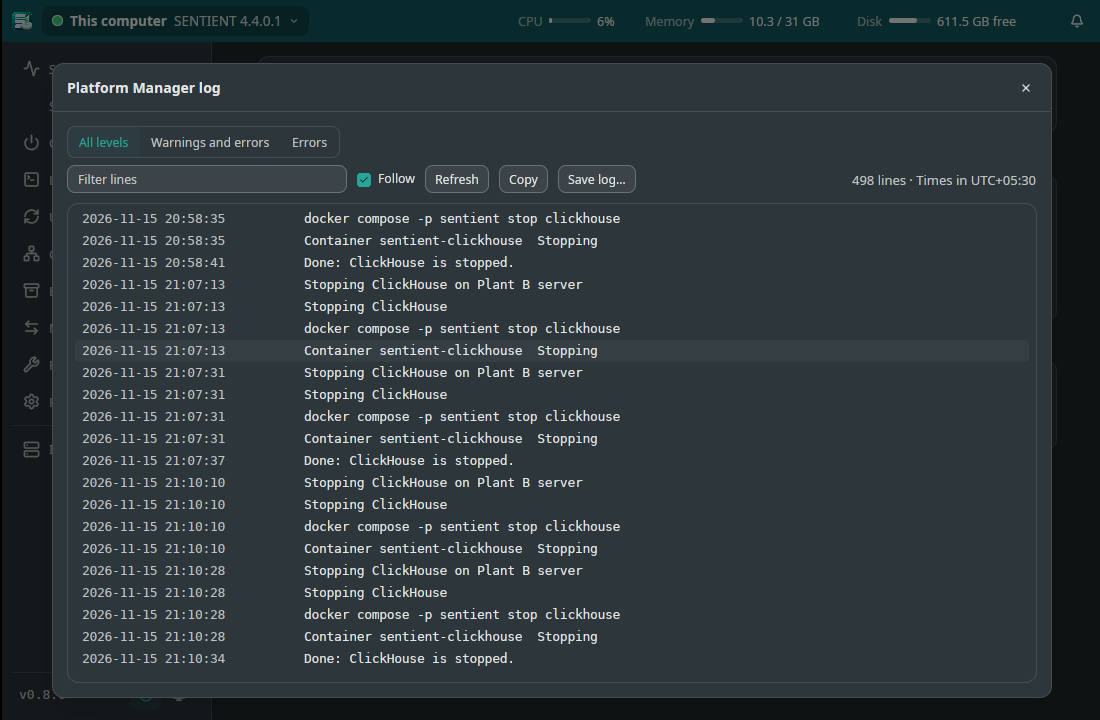 This computer SENTIENT 4.4.0.1 CPU 6% Memory 10.3 / 31 GB Disk 611.5 GB free
Platform Manager log ×
All levels Warnings and errors Errors
Filter lines Follow Refresh Copy Save log... 498 lines · Times in UTC+05:30
2026-11-15 20:58:35 docker compose -p sentient stop clickhouse
2026-11-15 20:58:35 Container sentient-clickhouse  Stopping
2026-11-15 20:58:41 Done: ClickHouse is stopped.
2026-11-15 21:07:13 Stopping ClickHouse on Plant B server
2026-11-15 21:07:13 Stopping ClickHouse
2026-11-15 21:07:13 docker compose -p sentient stop clickhouse
2026-11-15 21:07:13 Container sentient-clickhouse  Stopping
2026-11-15 21:07:31 Stopping ClickHouse on Plant B server
2026-11-15 21:07:31 Stopping ClickHouse
2026-11-15 21:07:31 docker compose -p sentient stop clickhouse
2026-11-15 21:07:31 Container sentient-clickhouse  Stopping
2026-11-15 21:07:37 Done: ClickHouse is stopped.
2026-11-15 21:10:10 Stopping ClickHouse on Plant B server
2026-11-15 21:10:10 Stopping ClickHouse
2026-11-15 21:10:10 docker compose -p sentient stop clickhouse
2026-11-15 21:10:10 Container sentient-clickhouse  Stopping
2026-11-15 21:10:28 Stopping ClickHouse on Plant B server
2026-11-15 21:10:28 Stopping ClickHouse
2026-11-15 21:10:28 docker compose -p sentient stop clickhouse
2026-11-15 21:10:28 Container sentient-clickhouse  Stopping
2026-11-15 21:10:34 Done: ClickHouse is stopped.